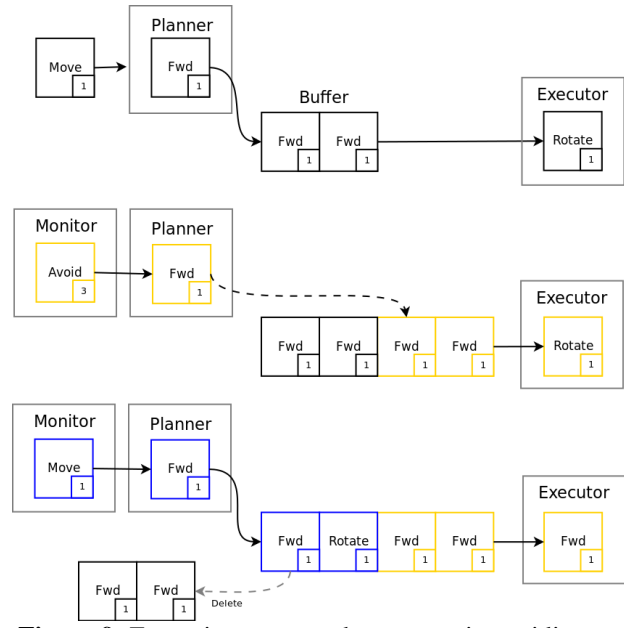 Planner
Move
1
Fwd
1
Buffer
Fwd
1
Fwd
1
Executor
Rotate
1
Monitor
Avoid
3
Planner
Fwd
1
Fwd
1
Fwd
1
Fwd
1
Fwd
1
Executor
Rotate
1
Monitor
Move
1
Planner
Fwd
1
Fwd
1
Rotate
1
Fwd
1
Fwd
1
Executor
Fwd
1
Fwd
1
Fwd
1
Delete